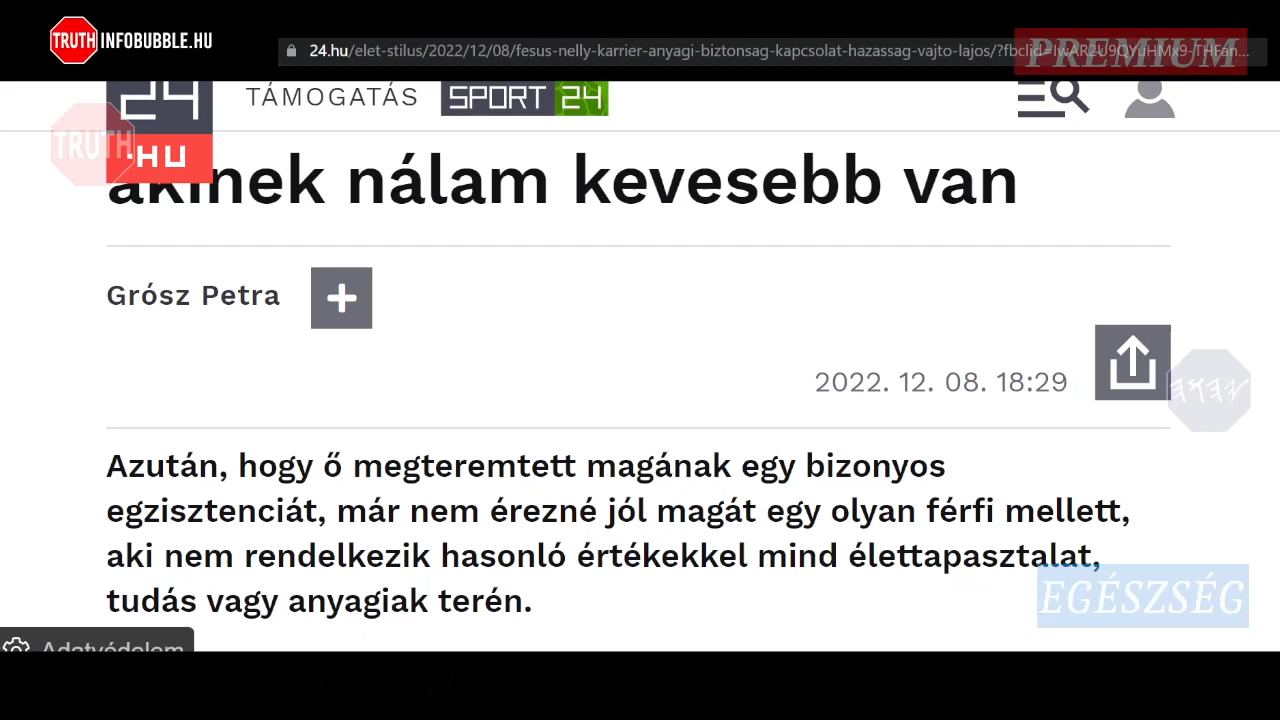 TRUTH INFOBUBBLE.HU
24.hu/elet-stilus/2022/12/08/fesus-nelly-karrier-anyagi-biztonsag-kapcsolat-hazassag-vajto-lajos/?fbclid=
PREMIUM
24 .HU
TÁMOGATÁS
SPORT 24
TRUTH
akinek nálam kevesebb van
Grósz Petra
2022. 12. 08. 18:29
Azután, hogy ő megteremtett magának egy bizonyos
egzisztenciát, már nem érezné jól magát egy olyan férfi mellett,
aki nem rendelkezik hasonló értékekkel mind élettapasztalat,
tudás vagy anyagiak terén.
EGÉSZSÉG
Adatvédelem